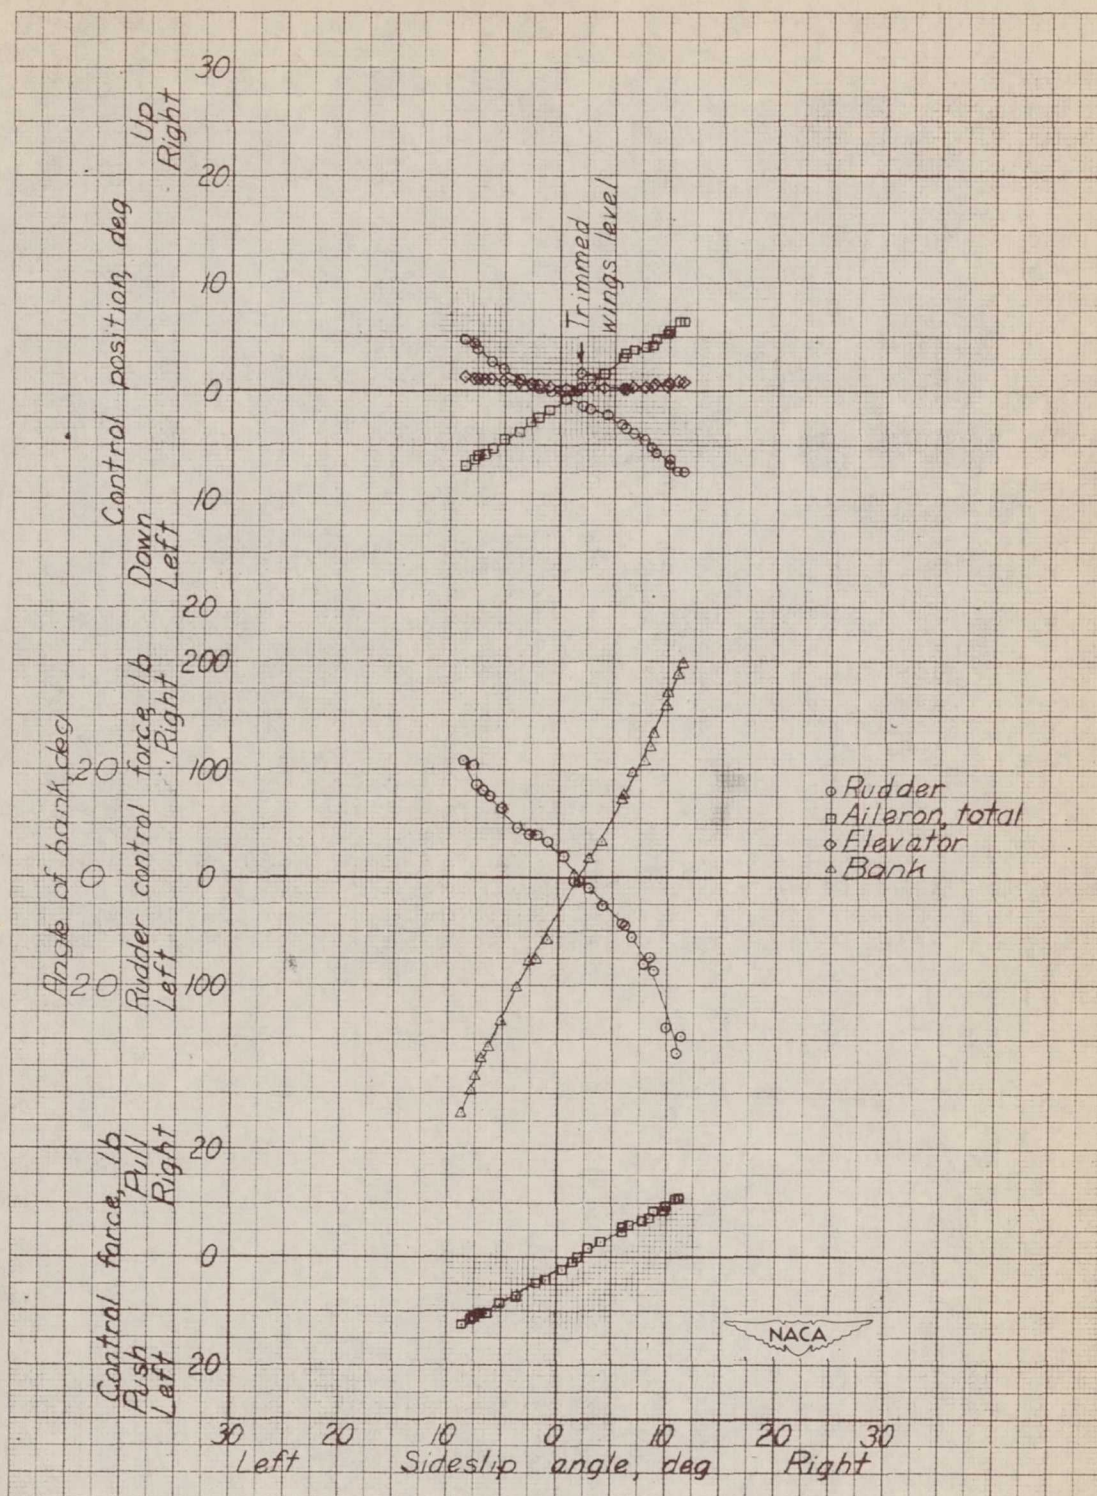 30
Up
Right
20
Control position, deg
10
0
10
Down
Left
20
Trimmed
wings level
200
Rudder control force, lb
Right
100
0
Left
100
Angle of bank, deg
20
0
20
Rudder
Aileron, total
Elevator
Bank
20
Control force, lb
Pull
Right
0
Push
Left
20
NACA
30 20 10 0 10 20 30
Left Sideslip angle, deg Right